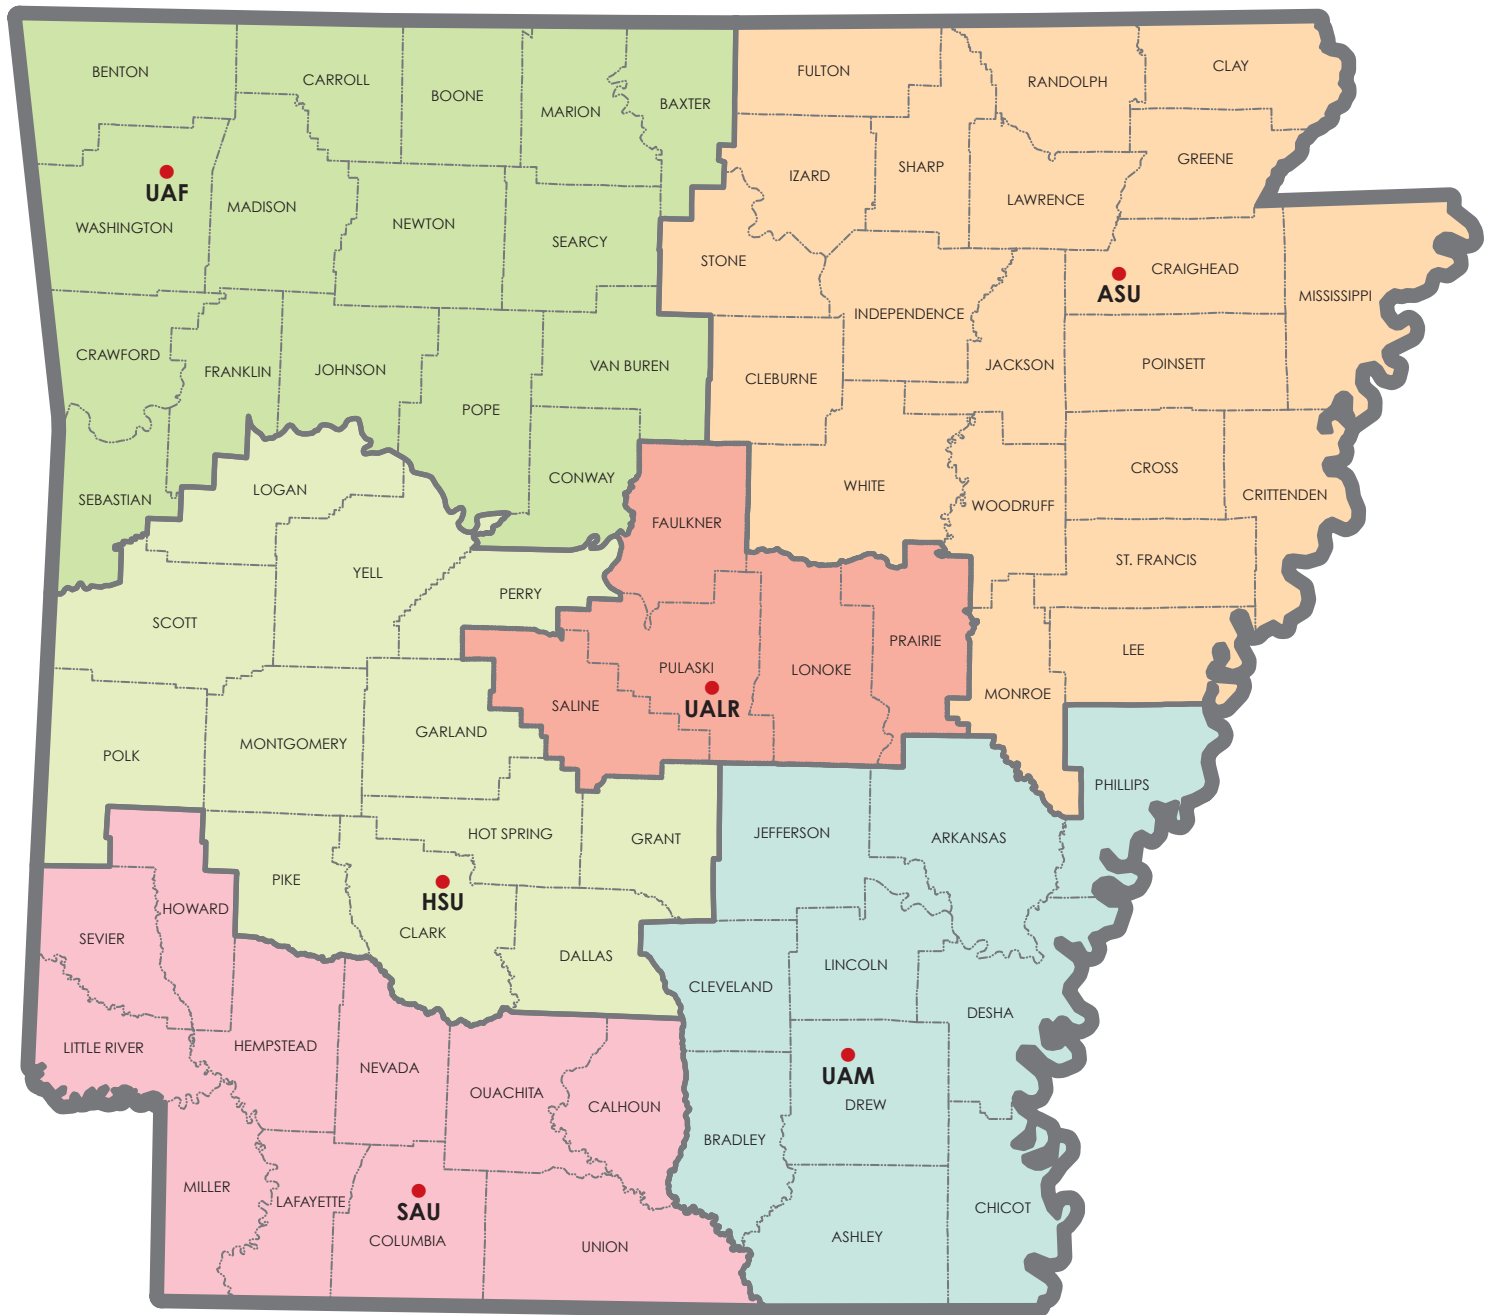 BENTON
CARROLL
BOONE
MARION
BAXTER
FULTON
RANDOLPH
CLAY
UAF
WASHINGTON
MADISON
NEWTON
SEARCY
IZARD
SHARP
LAWRENCE
GREENE
STONE
INDEPENDENCE
ASU
CRAIGHEAD
MISSISSIPPI
CRAWFORD
FRANKLIN
JOHNSON
POPE
VAN BUREN
CLEBURNE
JACKSON
POINSETT
SEBASTIAN
LOGAN
CONWAY
FAULKNER
WHITE
WOODRUFF
CROSS
CRITTENDEN
SCOTT
YELL
PERRY
ST. FRANCIS
PULASKI
UALR
SALINE
LONOKE
PRAIRIE
MONROE
LEE
POLK
MONTGOMERY
GARLAND
HOT SPRING
GRANT
JEFFERSON
ARKANSAS
PHILLIPS
PIKE
HSU
CLARK
DALLAS
SEVIER
HOWARD
CLEVELAND
LINCOLN
DESHA
LITTLE RIVER
HEMPSTEAD
NEVADA
OUACHITA
CALHOUN
UAM
DREW
BRADLEY
MILLER
LAFAYETTE
SAU
COLUMBIA
UNION
ASHLEY
CHICOT